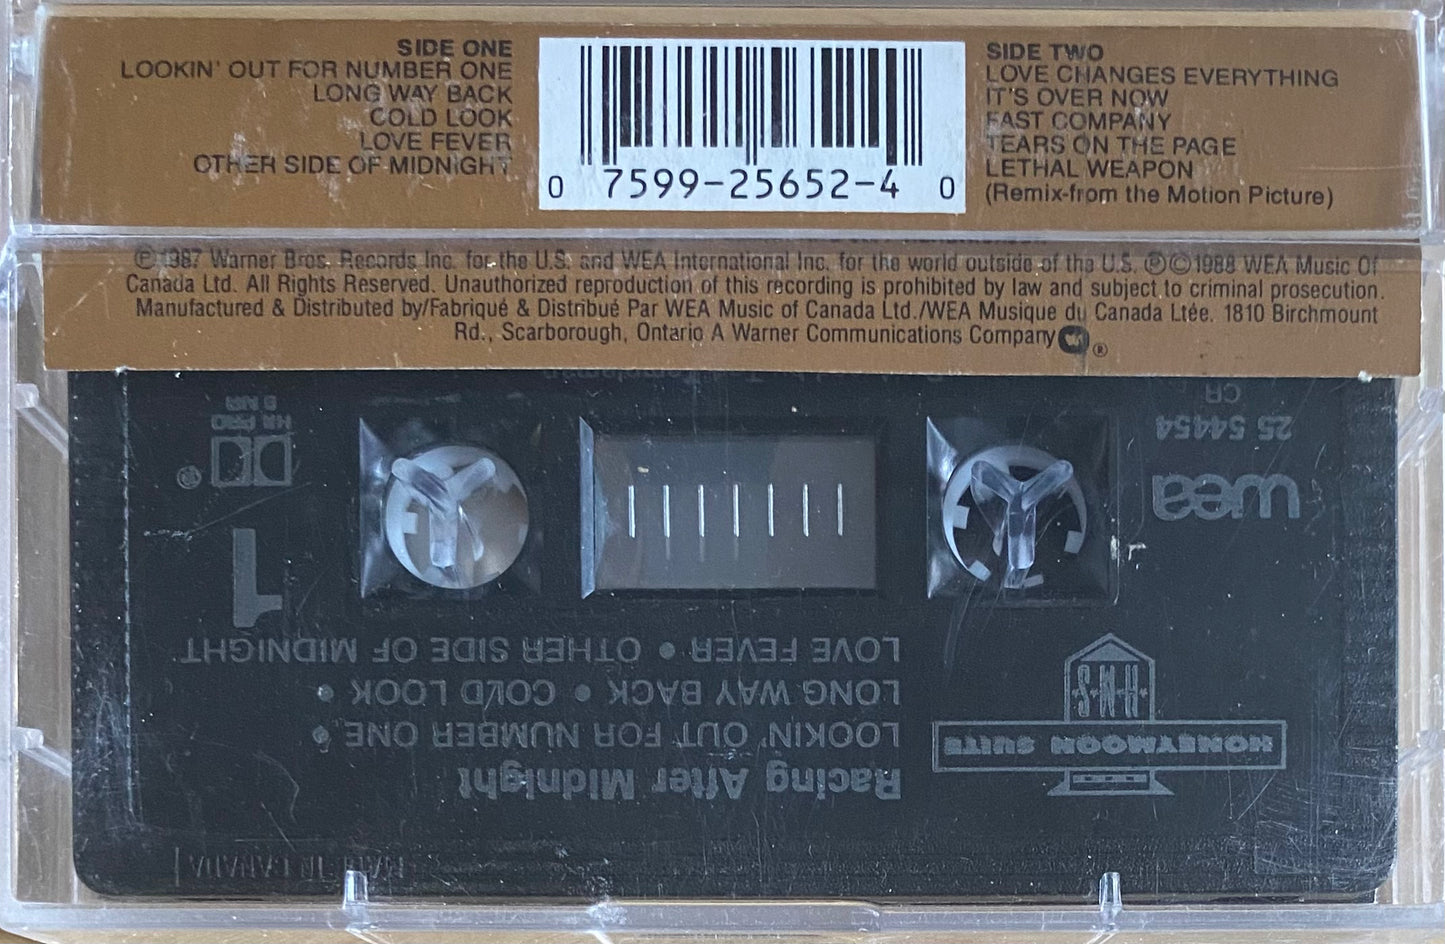 SIDE ONE
LOOKIN' OUT FOR NUMBER ONE
LONG WAY BACK
COLD LOOK
LOVE FEVER
OTHER SIDE OF MIDNIGHT
0 7599-25652-4 0
SIDE TWO
LOVE CHANGES EVERYTHING
IT'S OVER NOW
FAST COMPANY
TEARS ON THE PAGE
LETHAL WEAPON
(Remix-from the Motion Picture)
℗ 1987 Warner Bros. Records Inc. for the U.S. and WEA International Inc. for the world outside of the U.S. ℗©1988 WEA Music Of
Canada Ltd. All Rights Reserved. Unauthorized reproduction of this recording is prohibited by law and subject to criminal prosecution.
Manufactured & Distributed by/Fabriqué & Distribué Par WEA Music of Canada Ltd./WEA Musique du Canada Ltée. 1810 Birchmount
Rd., Scarborough, Ontario A Warner Communications Company ®
MADE IN CANADA
HONEYMOON SUITE
H·M·S
Racing After Midnight
LOOKIN' OUT FOR NUMBER ONE •
LONG WAY BACK • COLD LOOK •
LOVE FEVER • OTHER SIDE OF MIDNIGHT
1
wea
25 54454
CR
®
HX PRO
B NR